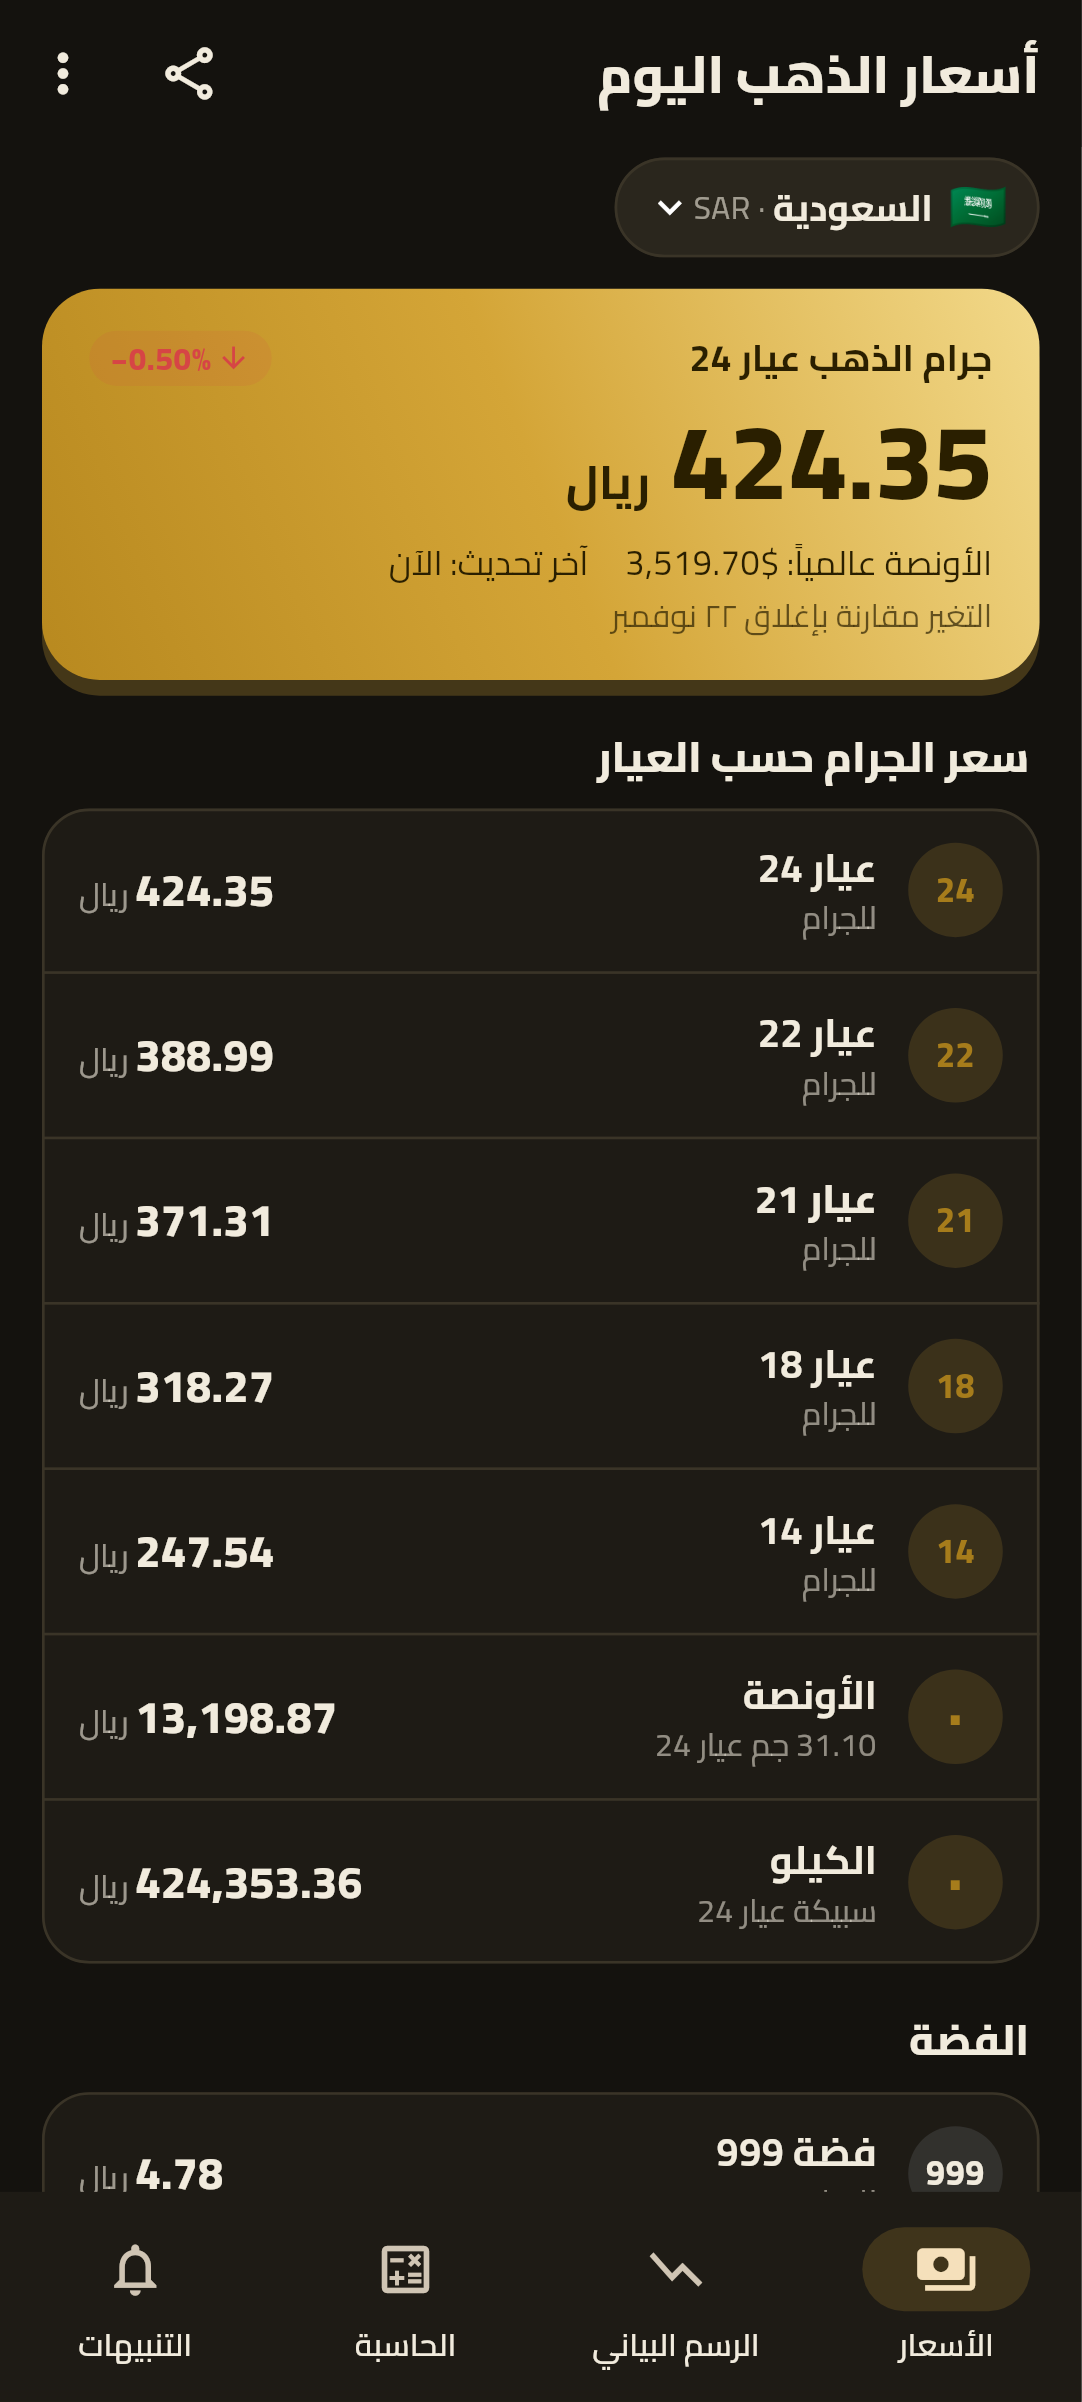 أسعار الذهب اليوم
السعودية · SAR
جرام الذهب عيار 24
−0.50%
424.35 ريال
الأونصة عالمياً: $3,519.70 آخر تحديث: الآن
التغير مقارنة بإغلاق ٢٢ نوفمبر
سعر الجرام حسب العيار
24 عيار 24 424.35 ريال
للجرام
22 عيار 22 388.99 ريال
للجرام
21 عيار 21 371.31 ريال
للجرام
18 عيار 18 318.27 ريال
للجرام
14 عيار 14 247.54 ريال
للجرام
الأونصة 13,198.87 ريال
31.10 جم عيار 24
الكيلو 424,353.36 ريال
سبيكة عيار 24
الفضة
999 فضة 999 4.78 ريال
الأسعار
الرسم البياني
الحاسبة
التنبيهات